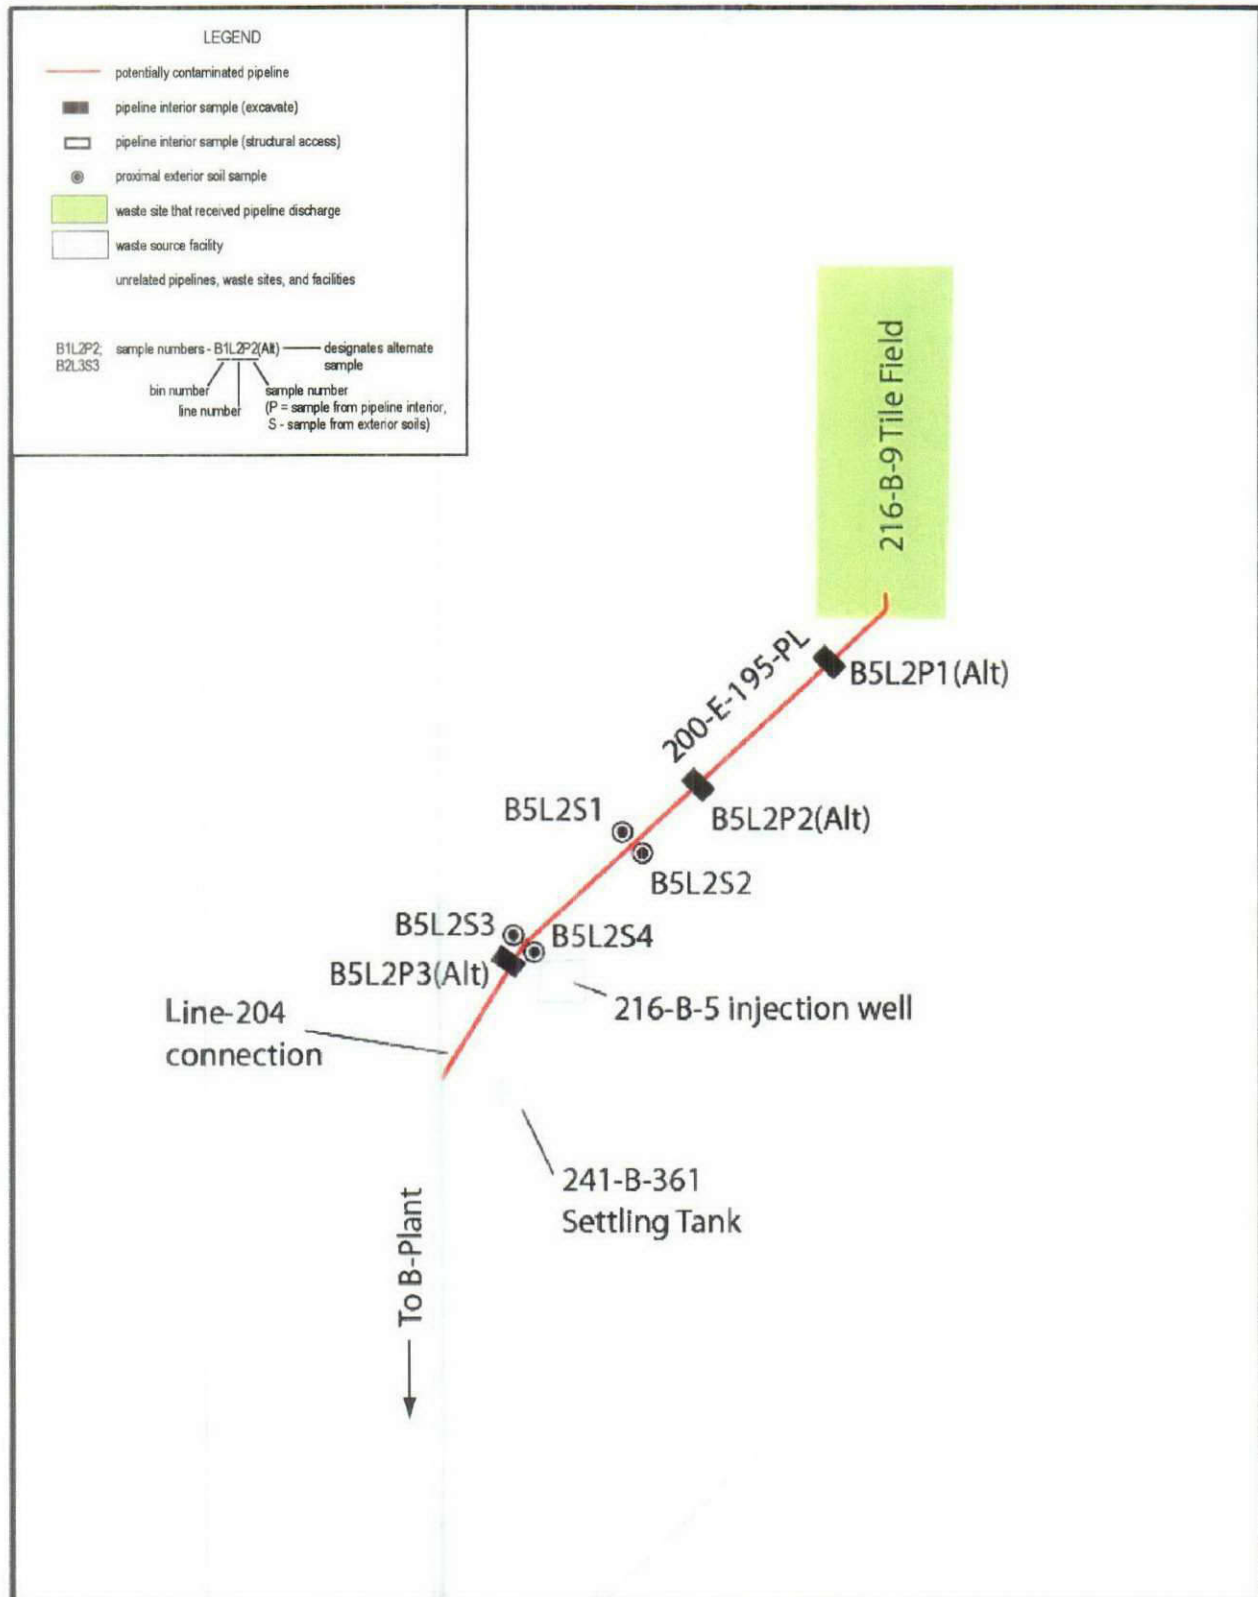 LEGEND
potentially contaminated pipeline
pipeline interior sample (excavate)
pipeline interior sample (structural access)
proximal exterior soil sample
waste site that received pipeline discharge
waste source facility
unrelated pipelines, waste sites, and facilities
B1L2P2; sample numbers - B1L2P2(Alt) designates alternate
B2L3S3 sample
bin number sample number
line number (P = sample from pipeline interior,
S - sample from exterior soils)
216-B-9 Tile Field
200-E-195-PL
B5L2P1(Alt)
B5L2P2(Alt)
B5L2S1
B5L2S2
B5L2S3
B5L2S4
B5L2P3(Alt)
216-B-5 injection well
Line-204
connection
241-B-361
Settling Tank
To B-Plant